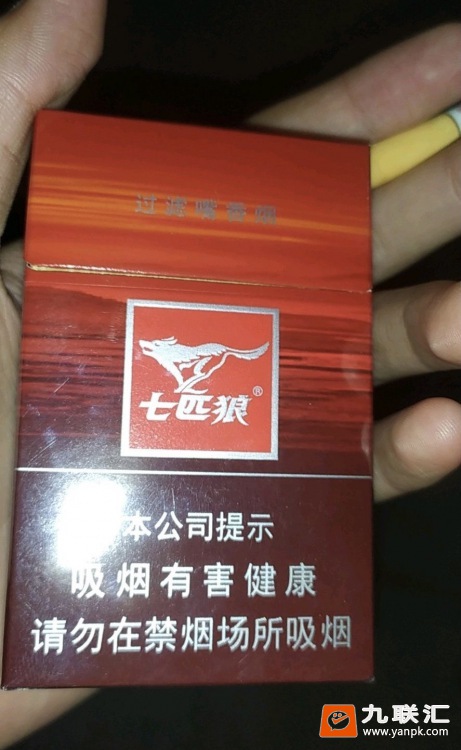 过滤嘴香烟
七匹狼®
本公司提示
吸烟有害健康
请勿在禁烟场所吸烟
九联汇
www.yanpk.com